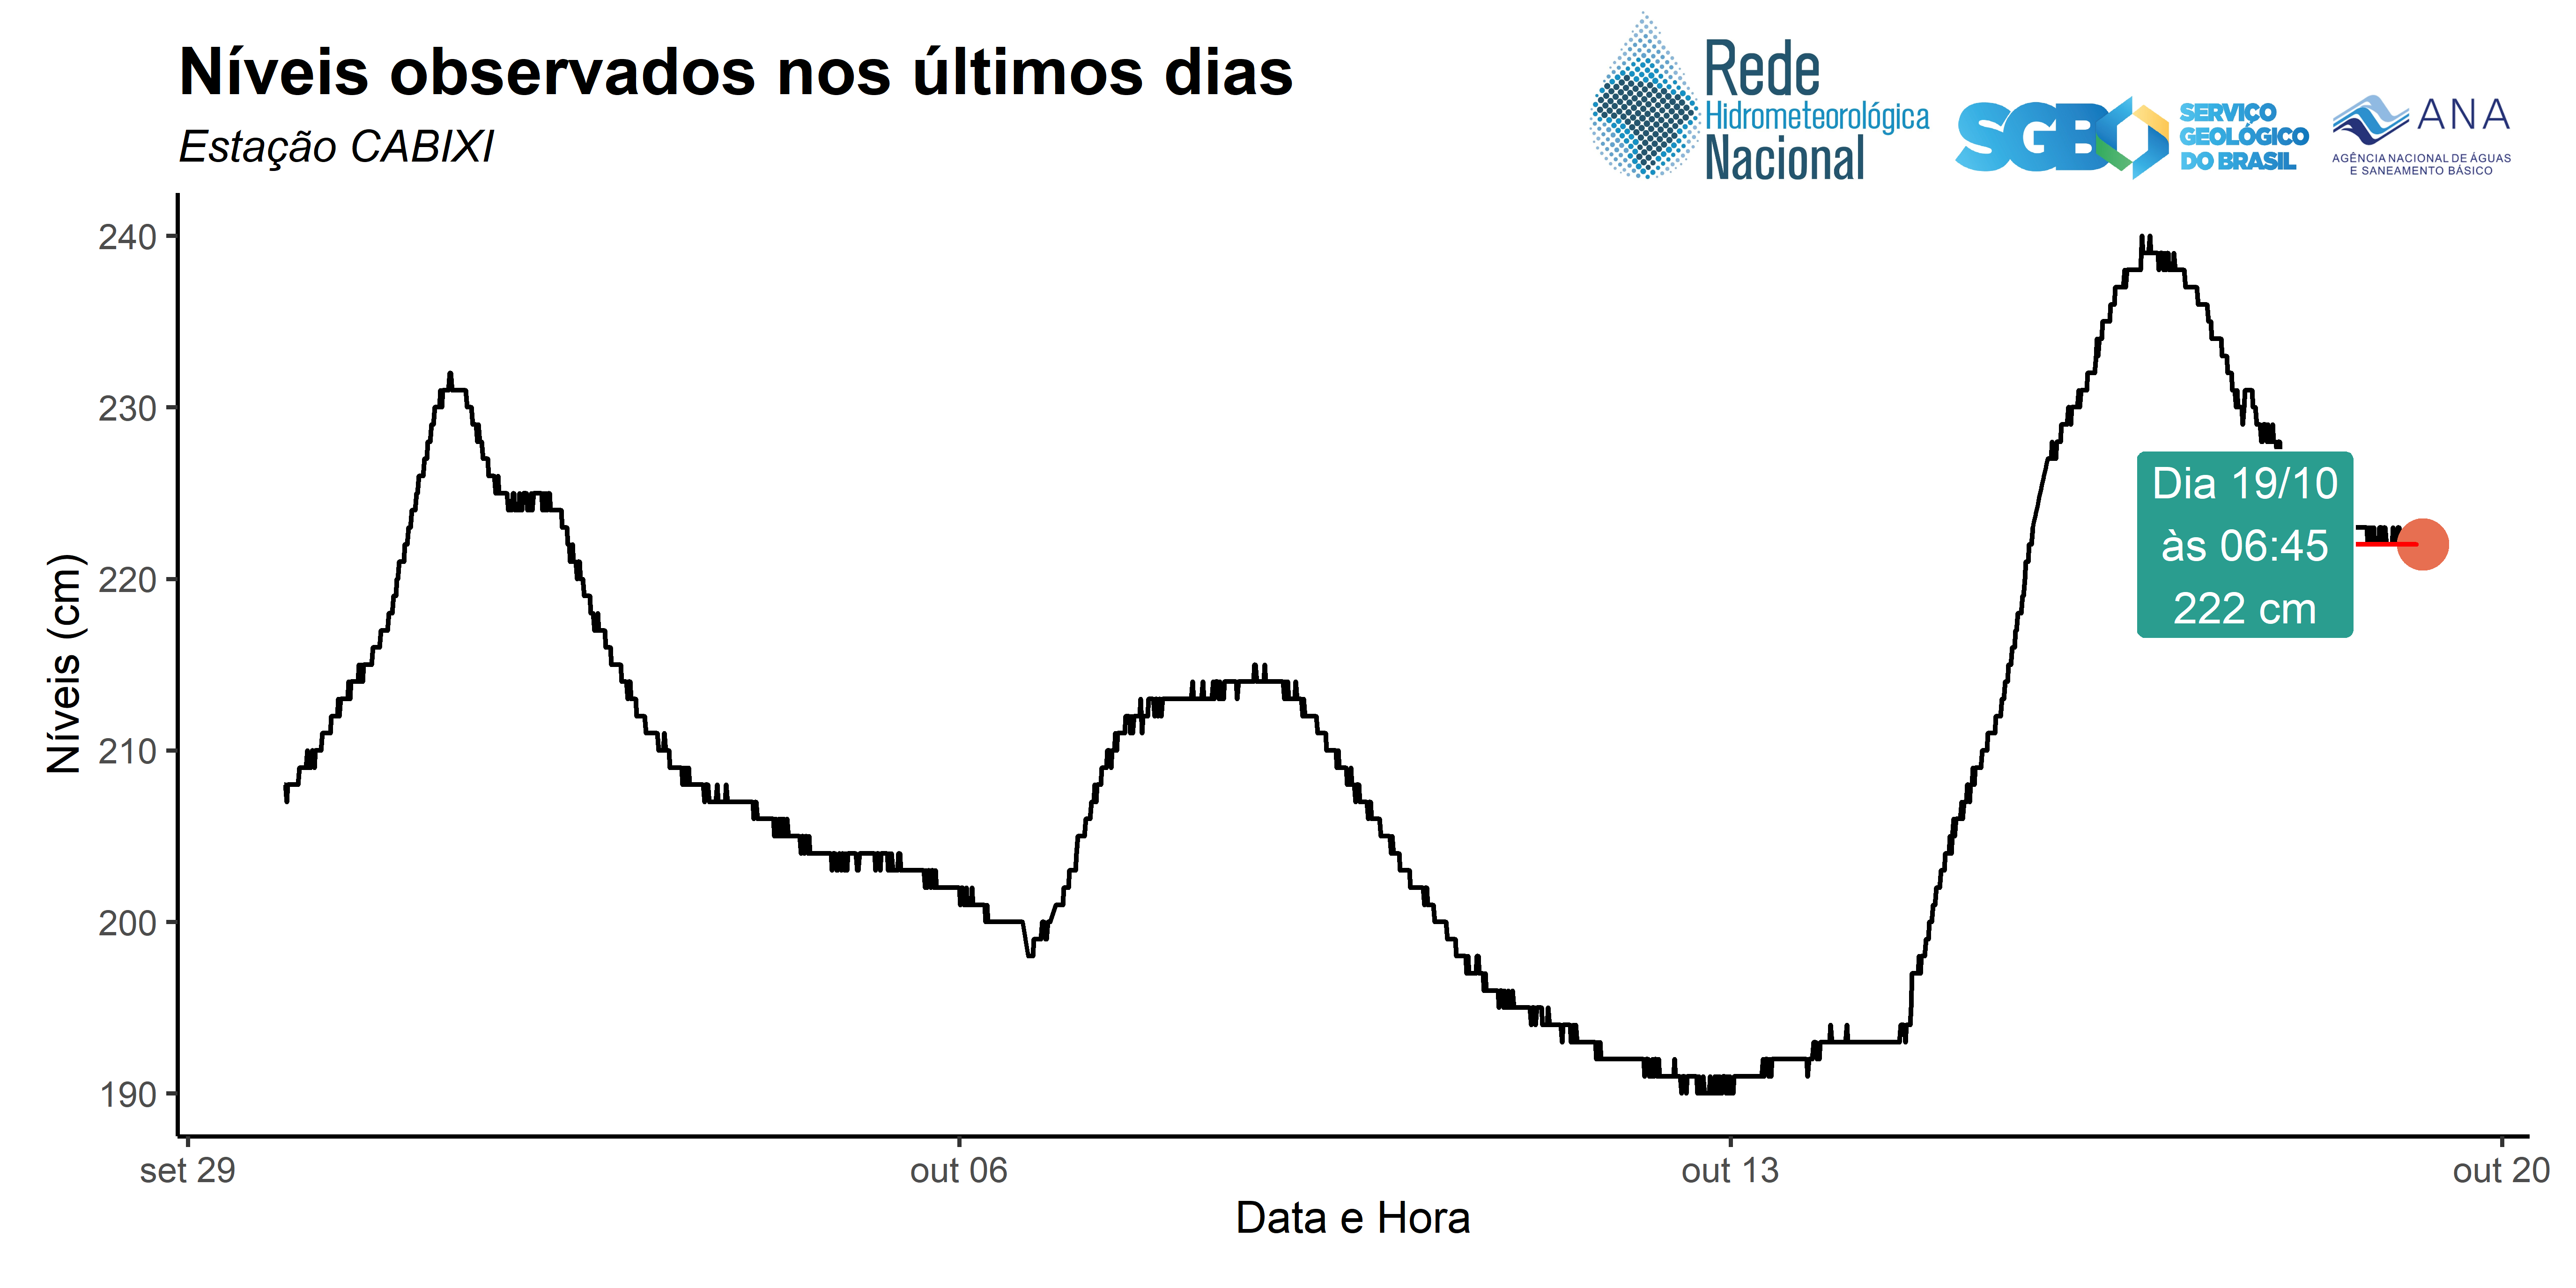 Níveis observados nos últimos dias
Estação CABIXI
Rede
Hidrometeorológica
Nacional
SGB
SERVIÇO
GEOLÓGICO
DO BRASIL
ANA
AGÊNCIA NACIONAL DE ÁGUAS
E SANEAMENTO BÁSICO
Níveis (cm)
240
230
220
210
200
190
Dia 19/10
às 06:45
222 cm
set 29
out 06
out 13
out 20
Data e Hora